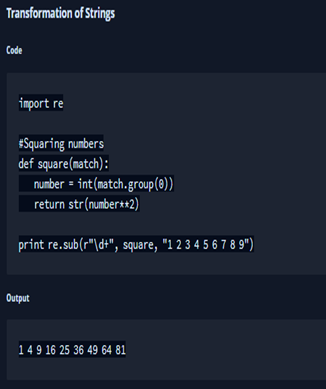 Transformation of Strings
Code
import re
#Squaring numbers
def square(match):
number = int(match.group(0))
return str(number**2)
print re.sub(r"\d+", square, "1 2 3 4 5 6 7 8 9")
Output
1 4 9 16 25 36 49 64 81